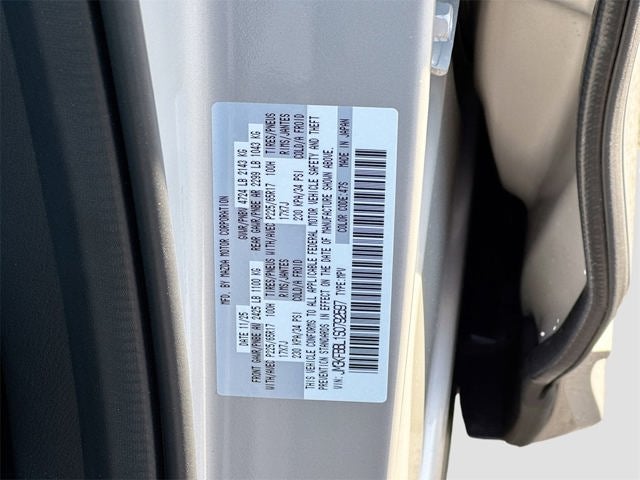 MFD. BY MAZDA MOTOR CORPORATION
DATE 11/25 GVWR/PNBV 4724 LB 2143 KG
FRONT GAWR/PNBE AV 2425 LB 1100 KG REAR GAWR/PNBE AR 2299 LB 1043 KG
TIRES/PNEUS WITH/AVEC P225/65R17 100H TIRES/PNEUS WITH/AVEC P225/65R17 100H
RIMS/JANTES 17X7J RIMS/JANTES 17X7J
COLD/A FROID 230 KPA/34 PSI COLD/A FROID 230 KPA/34 PSI
THIS VEHICLE CONFORMS TO ALL APPLICABLE FEDERAL MOTOR VEHICLE SAFETY AND THEFT
PREVENTION STANDARDS IN EFFECT ON THE DATE OF MANUFACTURE SHOWN ABOVE.
VIN: TYPE:MPV COLOR CODE:47S MADE IN JAPAN